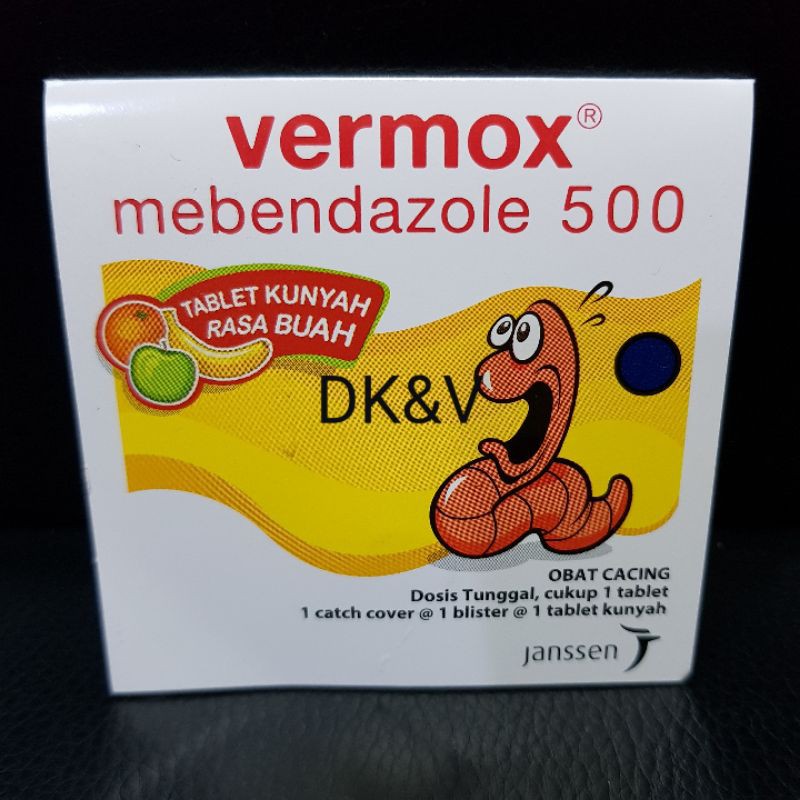 vermox®
mebendazole 500
TABLET KUNYAH
RASA BUAH
DK&V
OBAT CACING
Dosis Tunggal, cukup 1 tablet
1 catch cover @ 1 blister @ 1 tablet kunyah
janssen